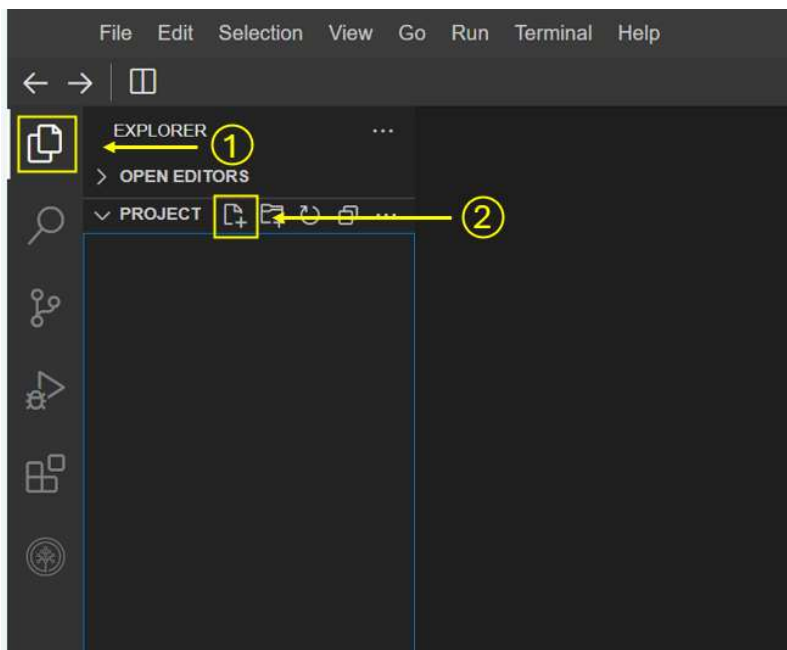 File Edit Selection View Go Run Terminal Help
EXPLORER ...
1
> OPEN EDITORS
PROJECT ...
2